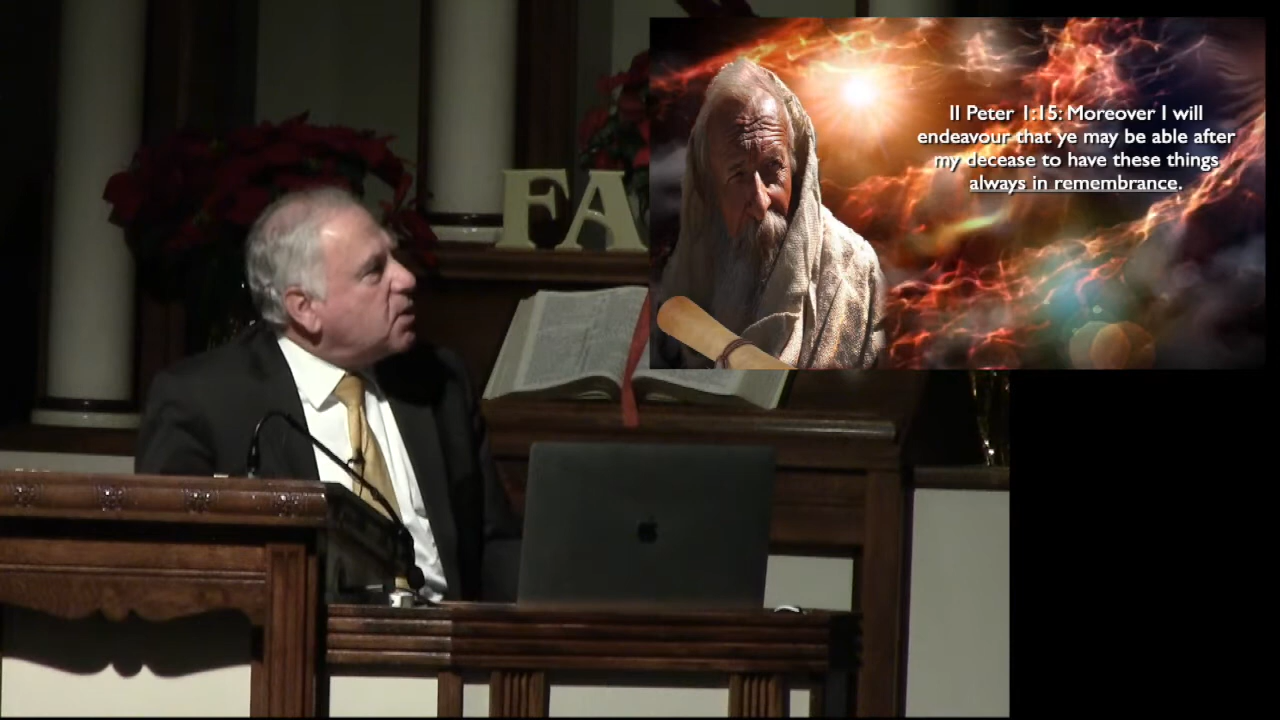 II Peter 1:15: Moreover I will
endeavour that ye may be able after
my decease to have these things
always in remembrance.
FA